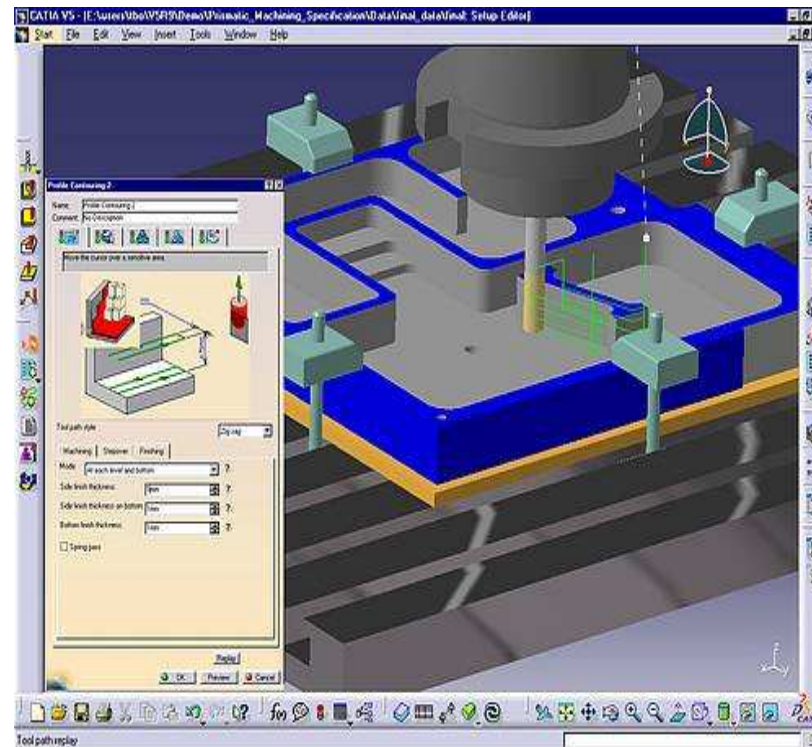 CATIA V5 - [E:\users\tbo\V5R9\Demo\Prismatic_Machining_Specification\Data\final_data\final: Setup Editor]
Start File Edit View Insert Tools Window Help
Profile Contouring.2
Name: Profile Contouring.2
Comment: No Description
Move the cursor over a sensitive area.
Tool path style: Zig zag
Machining Stepover Finishing
Mode: At each level and bottom ?
Side finish thickness: ?
Side finish thickness on bottom: 1mm ?
Bottom finish thickness: 1mm ?
Spring pass
Replay
OK Preview Cancel
f(x)
Tool path replay